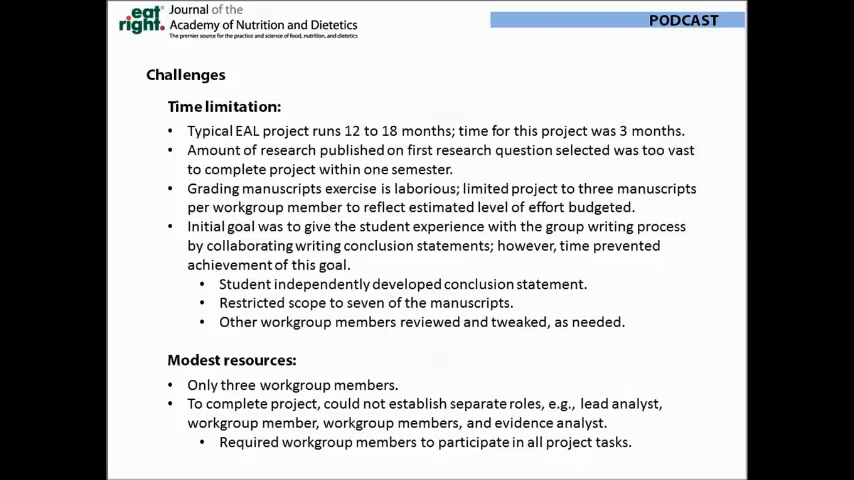 eat right.
Journal of the
Academy of Nutrition and Dietetics
The premier source for the practice and science of food, nutrition, and dietetics
PODCAST
Challenges
Time limitation:
• Typical EAL project runs 12 to 18 months; time for this project was 3 months.
• Amount of research published on first research question selected was too vast
to complete project within one semester.
• Grading manuscripts exercise is laborious; limited project to three manuscripts
per workgroup member to reflect estimated level of effort budgeted.
• Initial goal was to give the student experience with the group writing process
by collaborating writing conclusion statements; however, time prevented
achievement of this goal.
• Student independently developed conclusion statement.
• Restricted scope to seven of the manuscripts.
• Other workgroup members reviewed and tweaked, as needed.
Modest resources:
• Only three workgroup members.
• To complete project, could not establish separate roles, e.g., lead analyst,
workgroup member, workgroup members, and evidence analyst.
• Required workgroup members to participate in all project tasks.